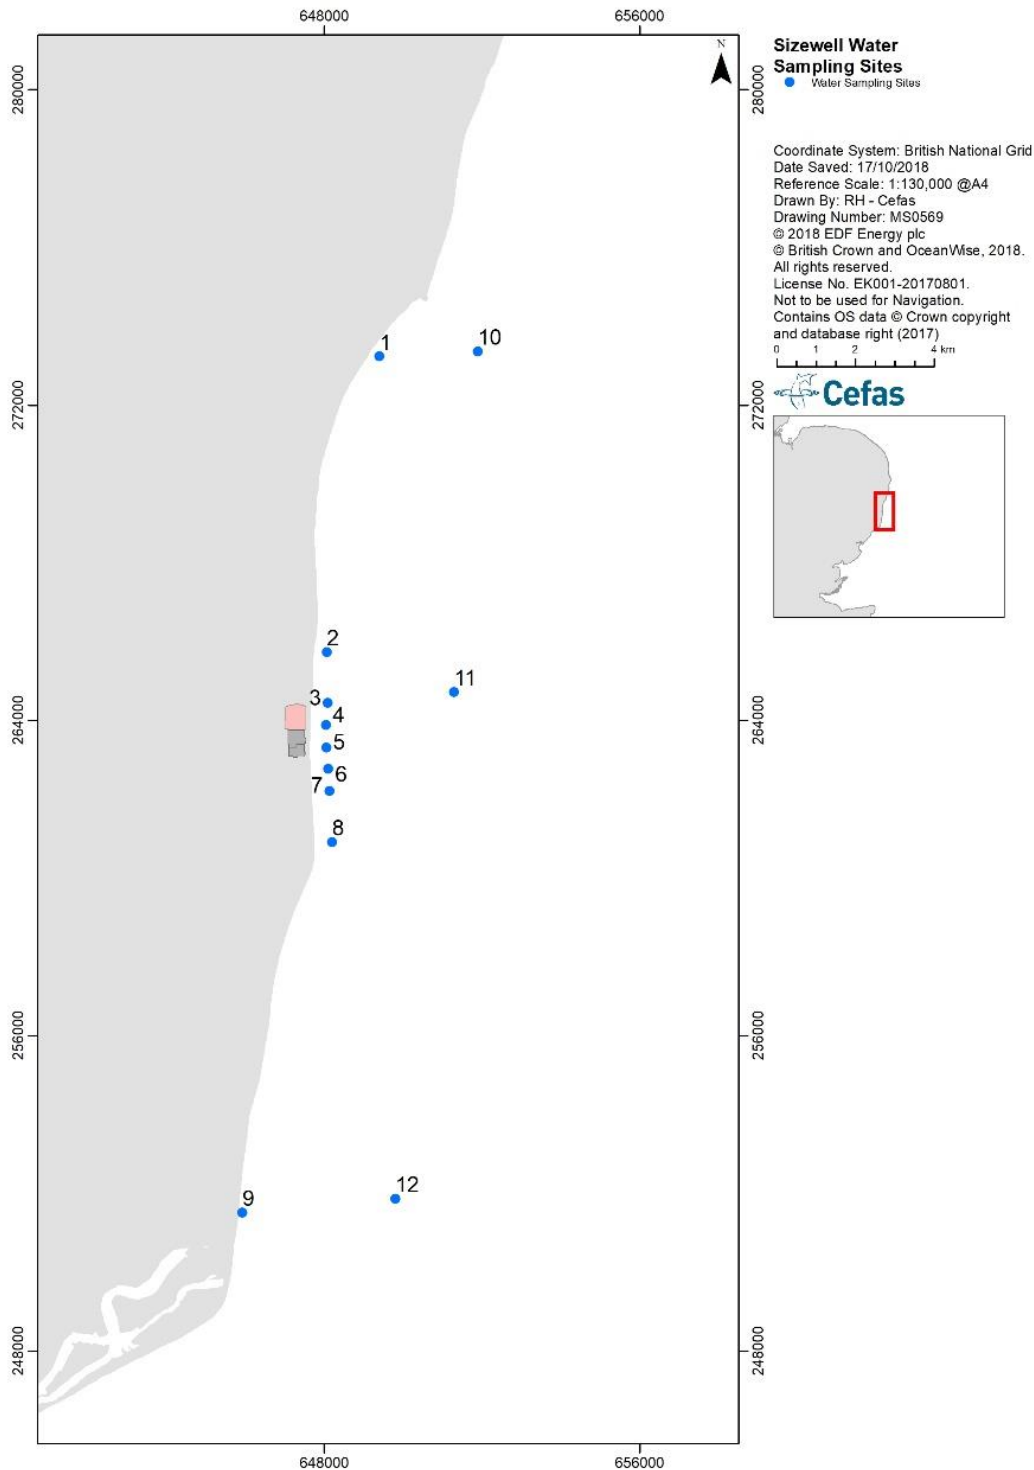 648000
656000
N
280000
280000
Sizewell Water
Sampling Sites
Water Sampling Sites
Coordinate System: British National Grid
Date Saved: 17/10/2018
Reference Scale: 1:130,000 @A4
Drawn By: RH - Cefas
Drawing Number: MS0569
© 2018 EDF Energy plc
© British Crown and OceanWise, 2018.
All rights reserved.
License No. EK001-20170801.
Not to be used for Navigation.
Contains OS data © Crown copyright
and database right (2017)
0 1 2 4 km
Cefas
1
10
272000
272000
2
11
3
4
264000
264000
5
6
7
8
256000
256000
9
12
248000
248000
648000
656000